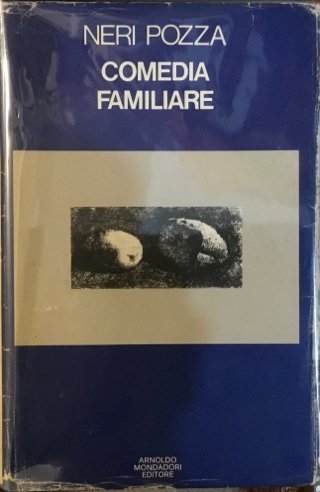 NERI POZZA
COMEDIA
FAMILIARE
ARNOLDO
MONDADORI
EDITORE